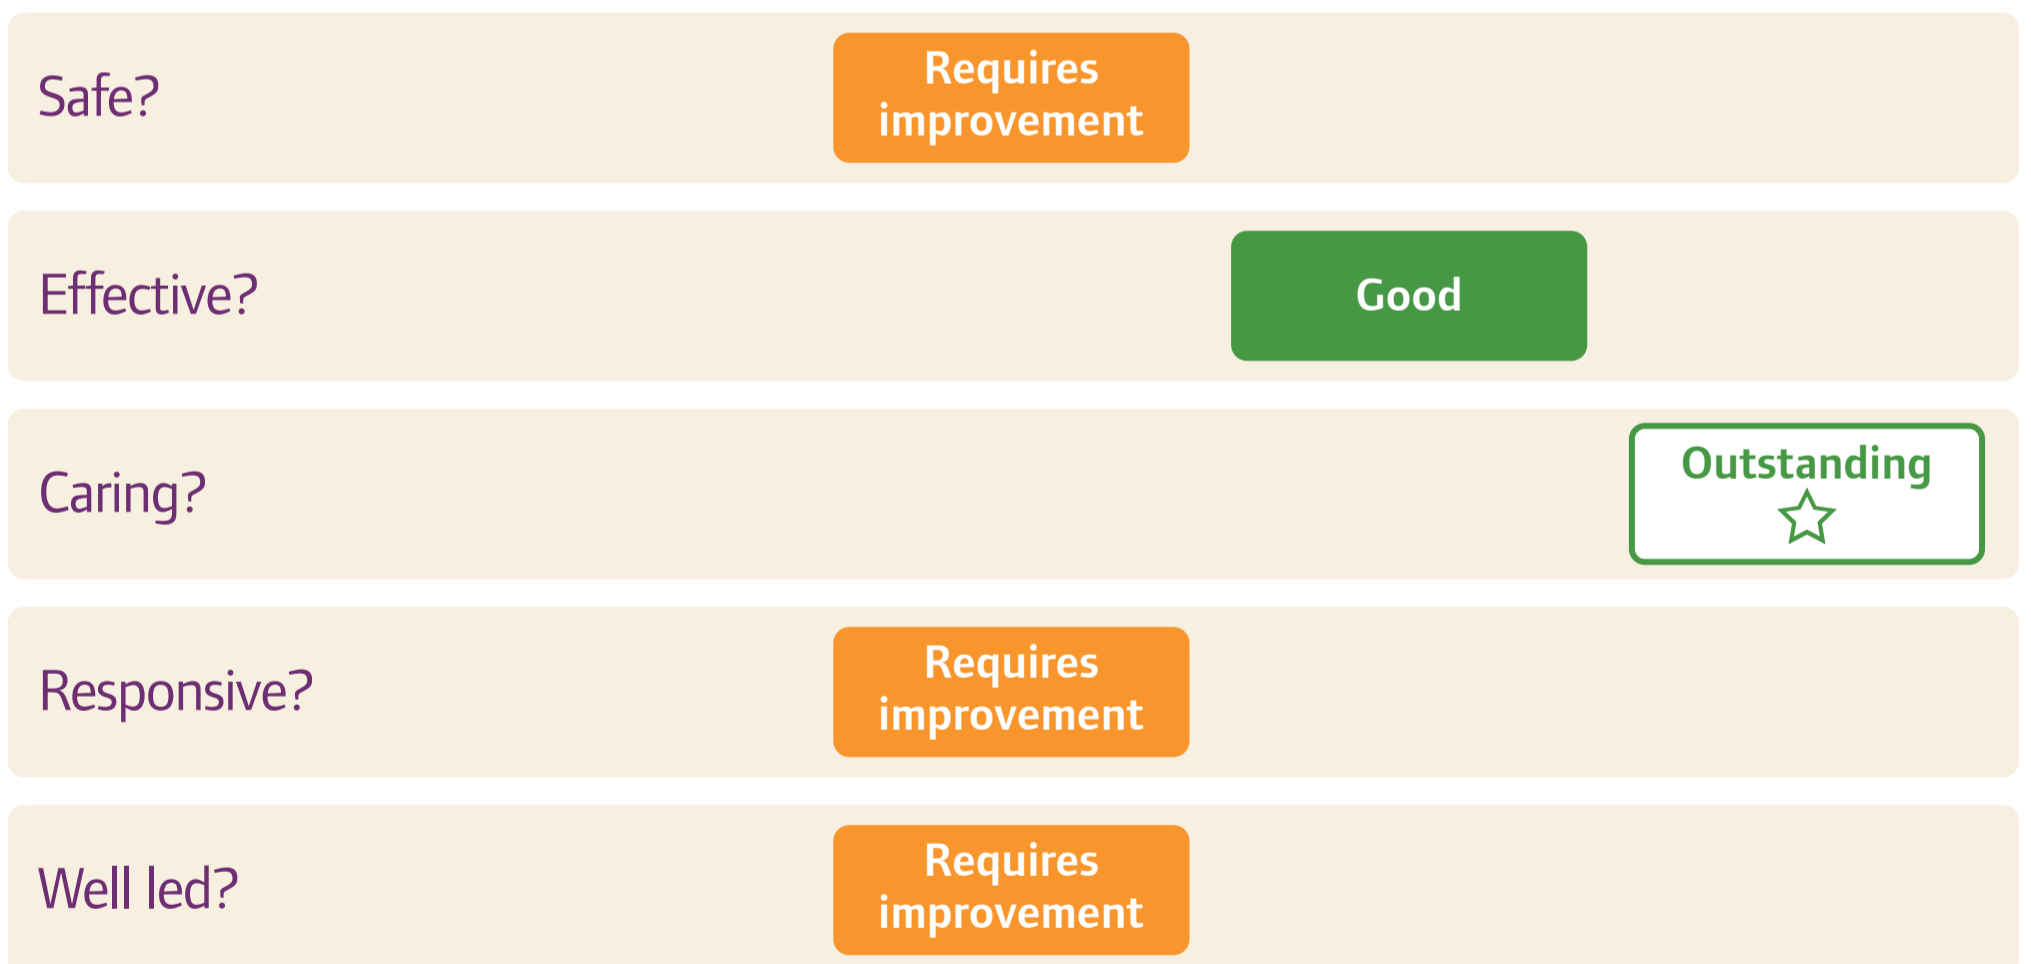 Safe?
Requires
improvement
Effective?
Good
Caring?
Outstanding
Responsive?
Requires
improvement
Well led?
Requires
improvement